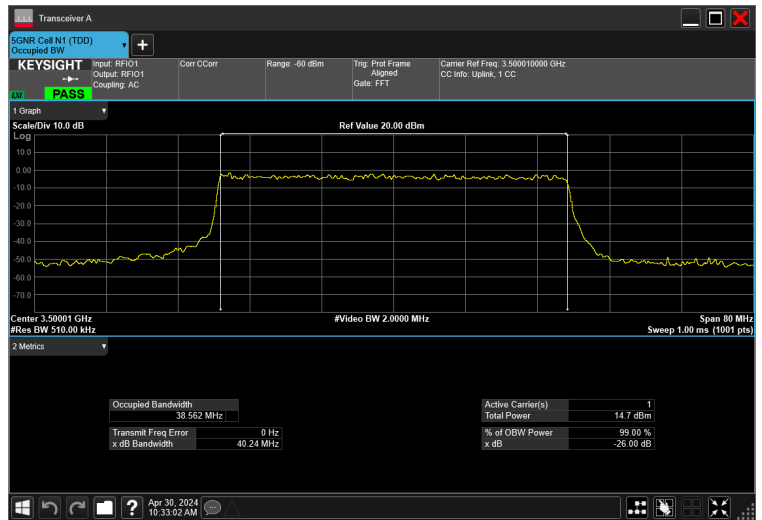 Transceiver A
5GNR Cell N1 (TDD)
Occupied BW
KEYSIGHT
LXI
PASS
Input: RFIO1
Output: RFIO1
Coupling: AC
Corr CCorr
Range: -60 dBm
Trig: Prot Frame
Aligned
Gate: FFT
Carrier Ref Freq: 3.500010000 GHz
CC Info: Uplink, 1 CC
1 Graph
Scale/Div 10.0 dB
Ref Value 20.00 dBm
Log
10.0
0.00
-10.0
-20.0
-30.0
-40.0
-50.0
-60.0
-70.0
Center 3.50001 GHz
#Video BW 2.0000 MHz
Span 80 MHz
#Res BW 510.00 kHz
Sweep 1.00 ms (1001 pts)
2 Metrics
Occupied Bandwidth
38.562 MHz
Transmit Freq Error 0 Hz
x dB Bandwidth 40.24 MHz
Active Carrier(s) 1
Total Power 14.7 dBm
% of OBW Power 99.00 %
x dB -26.00 dB
Apr 30, 2024
10:33:02 AM